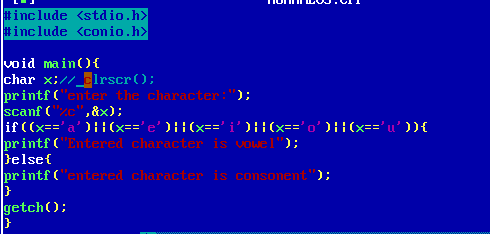 #include <stdio.h>
#include <conio.h>
void main(){
char x;// clrscr();
printf("enter the character:");
scanf("%c",&x);
if((x=='a')||(x=='e')||(x=='i')||(x=='o')||(x=='u')){
printf("Entered character is vowel");
}else{
printf("entered character is consonent");
}
getch();
}